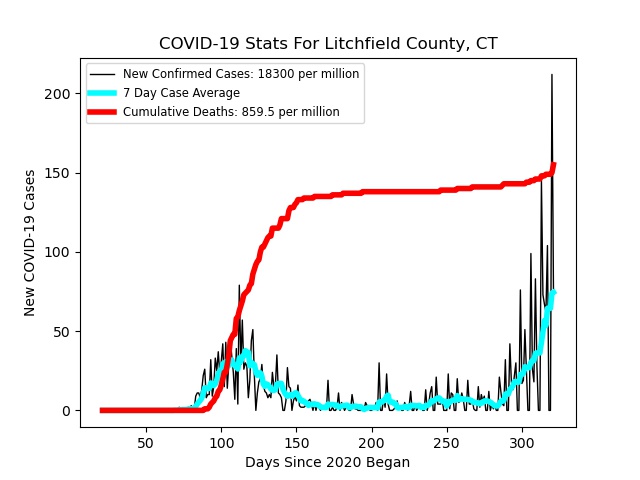 COVID-19 Stats For Litchfield County, CT
New Confirmed Cases: 18300 per million
7 Day Case Average
Cumulative Deaths: 859.5 per million
New COVID-19 Cases
200
150
100
50
0
50 100 150 200 250 300
Days Since 2020 Began